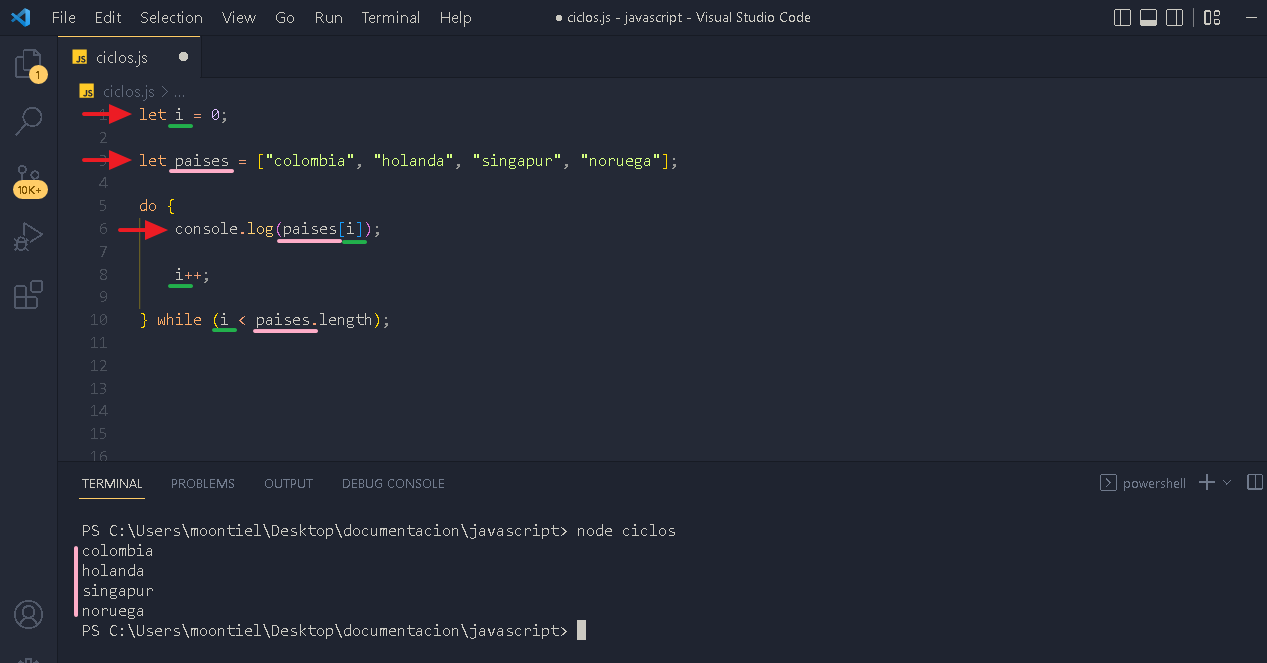 File Edit Selection View Go Run Terminal Help ● ciclos.js - javascript - Visual Studio Code
JS ciclos.js ●
1
JS ciclos.js > ...
1 let i = 0;
2
3 let paises = ["colombia", "holanda", "singapur", "noruega"];
4
5 do {
6 console.log(paises[i]);
7
8 i++;
9
10 } while (i < paises.length);
11
12
13
14
15
16
10K+
TERMINAL PROBLEMS OUTPUT DEBUG CONSOLE powershell
PS C:\Users\moontiel\Desktop\documentacion\javascript> node ciclos
colombia
holanda
singapur
noruega
PS C:\Users\moontiel\Desktop\documentacion\javascript>